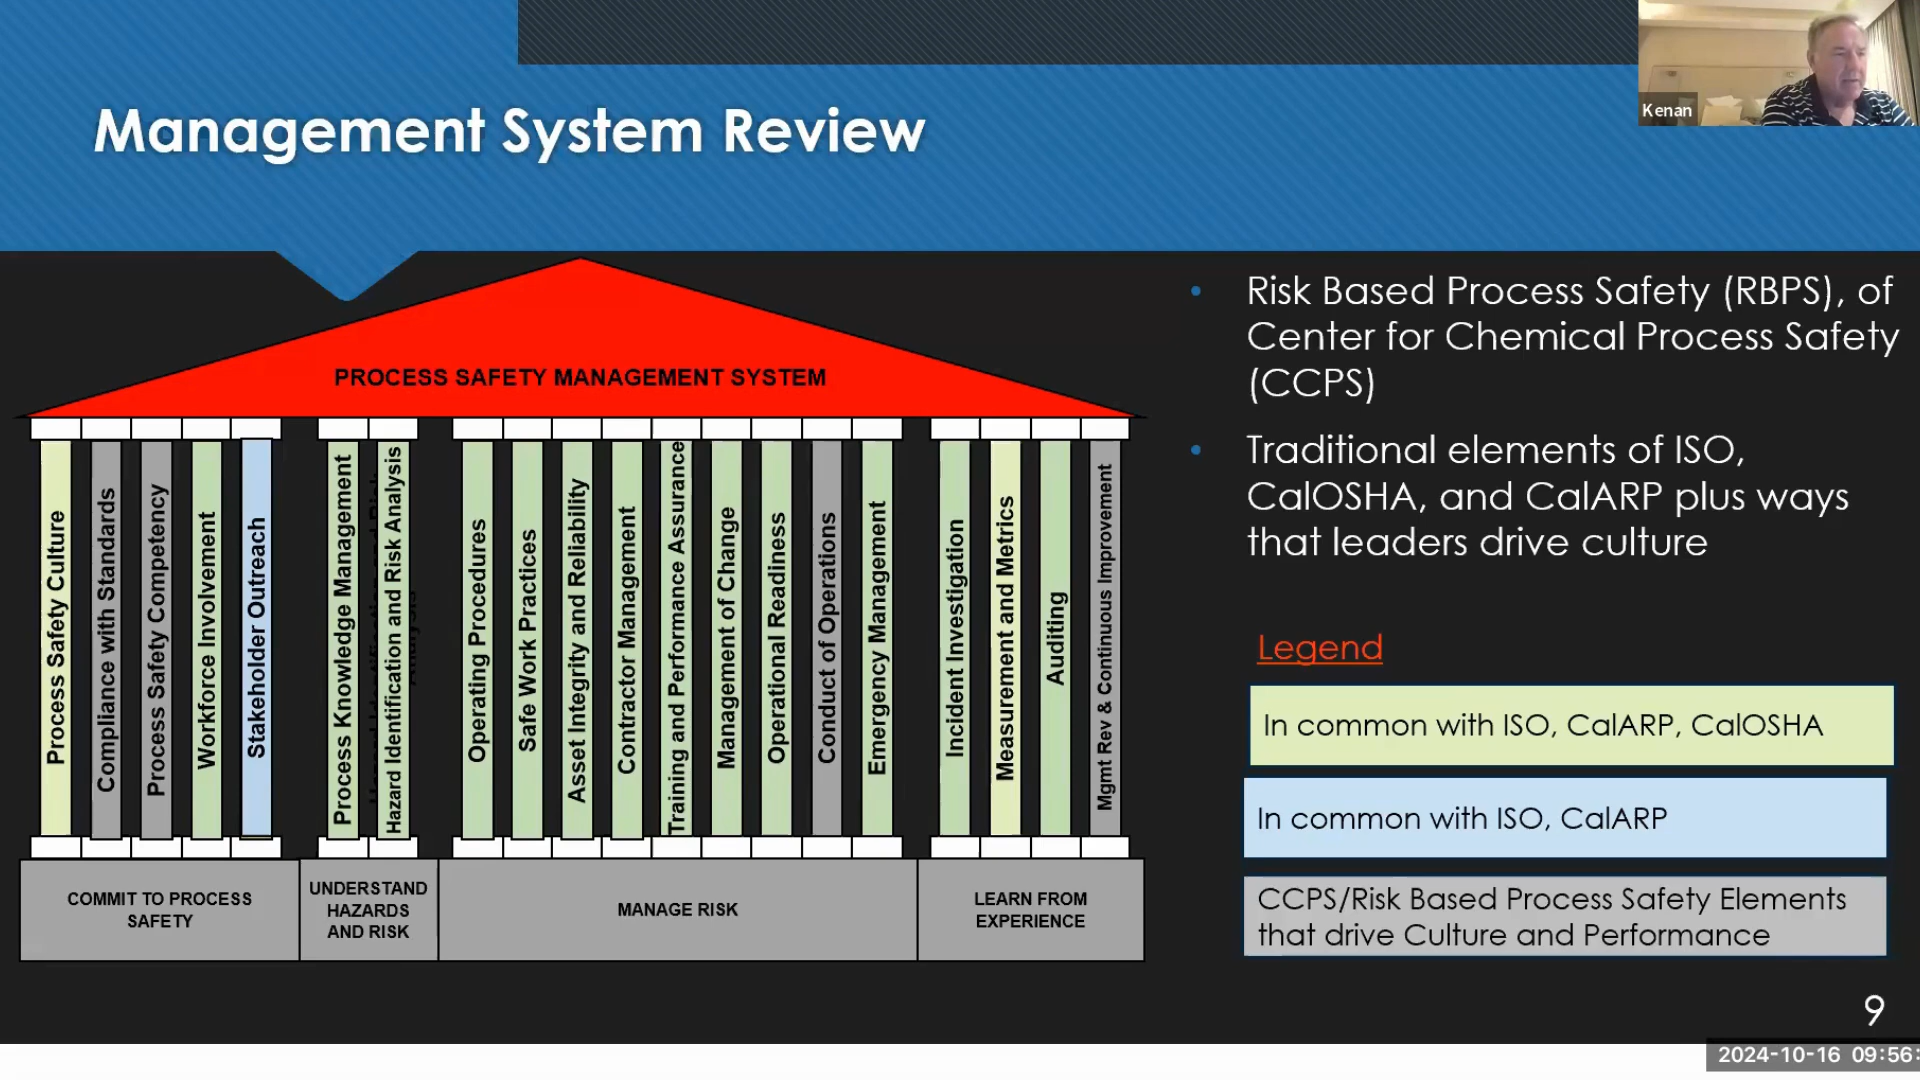 Kenan
Management System Review
PROCESS SAFETY MANAGEMENT SYSTEM
Process Safety Culture
Compliance with Standards
Process Safety Competency
Workforce Involvement
Stakeholder Outreach
Process Knowledge Management
Hazard Identification and Risk Analysis
Operating Procedures
Safe Work Practices
Asset Integrity and Reliability
Contractor Management
Training and Performance Assurance
Management of Change
Operational Readiness
Conduct of Operations
Emergency Management
Incident Investigation
Measurement and Metrics
Auditing
Mgmt Rev & Continuous Improvement
COMMIT TO PROCESS
SAFETY
UNDERSTAND
HAZARDS
AND RISK
MANAGE RISK
LEARN FROM
EXPERIENCE
• Risk Based Process Safety (RBPS), of
Center for Chemical Process Safety
(CCPS)
• Traditional elements of ISO,
CalOSHA, and CalARP plus ways
that leaders drive culture
Legend
In common with ISO, CalARP, CalOSHA
In common with ISO, CalARP
CCPS/Risk Based Process Safety Elements
that drive Culture and Performance
9
2024-10-16 09:56: